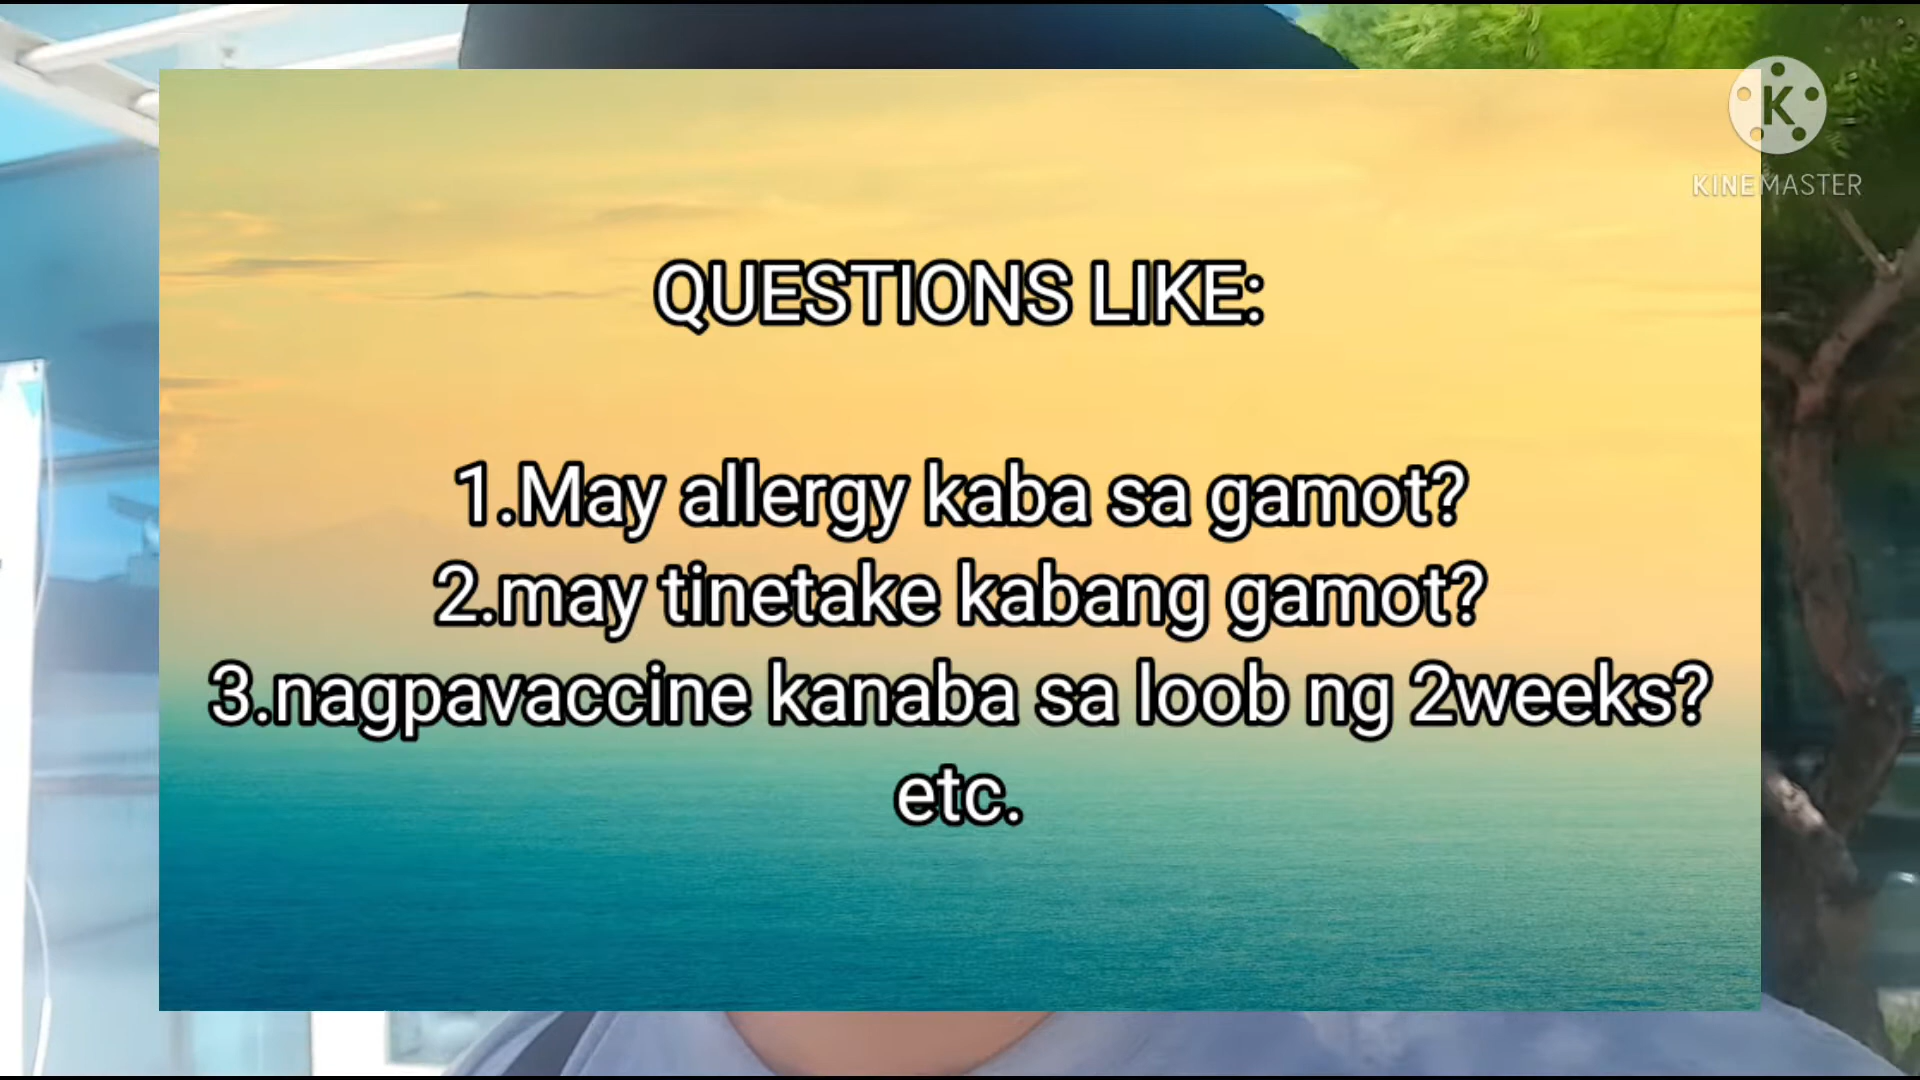 K
KINEMASTER
QUESTIONS LIKE:
1.May allergy kaba sa gamot?
2.may tinetake kabang gamot?
3.nagpavaccine kanaba sa loob ng 2weeks?
etc.